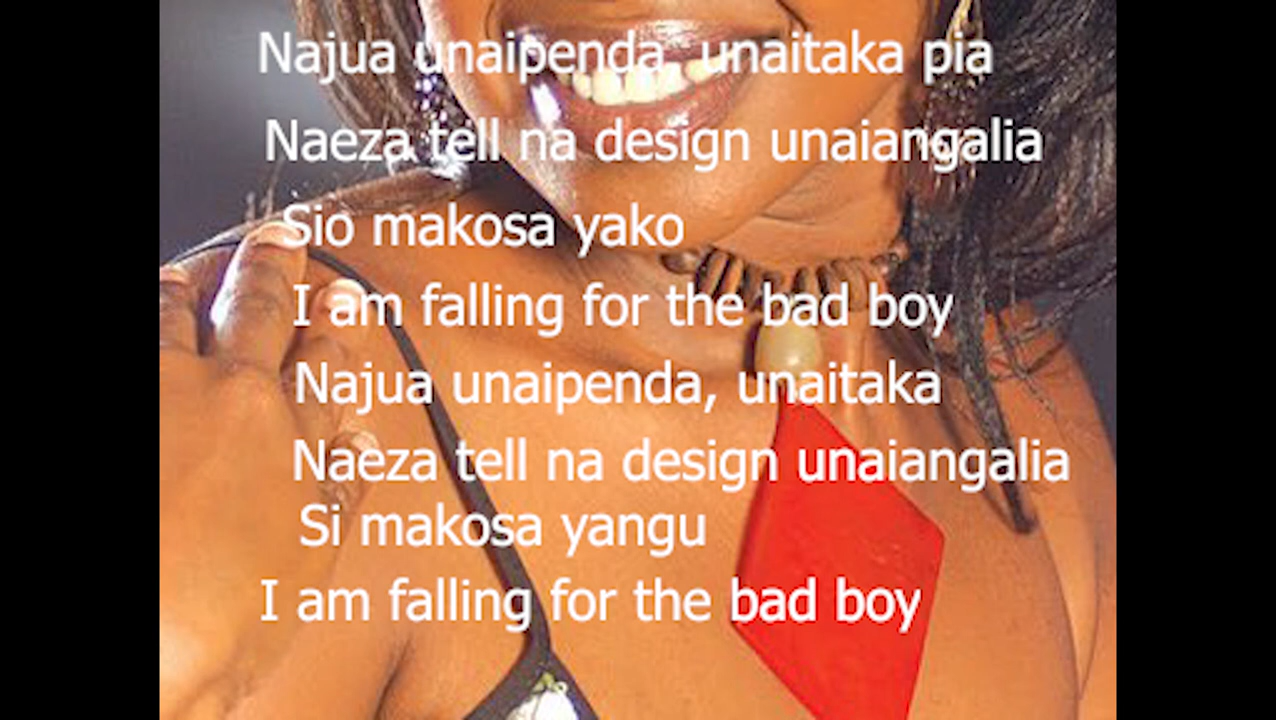 Najua unaipenda, unaitaka pia
Naeza tell na design unaiangalia
Sio makosa yako
I am falling for the bad boy
Najua unaipenda, unaitaka
Naeza tell na design unaiangalia
Si makosa yangu
I am falling for the bad boy